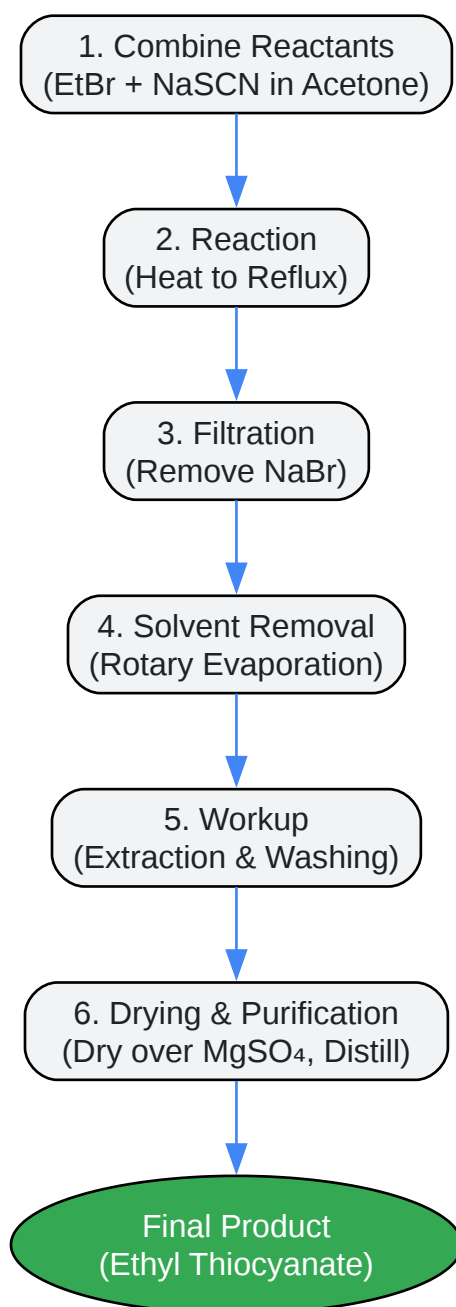 1. Combine Reactants
(EtBr + NaSCN in Acetone)
2. Reaction
(Heat to Reflux)
3. Filtration
(Remove NaBr)
4. Solvent Removal
(Rotary Evaporation)
5. Workup
(Extraction & Washing)
6. Drying & Purification
(Dry over MgSO₄, Distill)
Final Product
(Ethyl Thiocyanate)